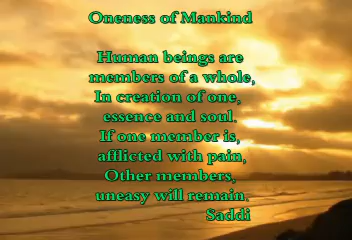 Oneness of Mankind
Human beings are
members of a whole,
In creation of one,
essence and soul.
If one member is,
afflicted with pain,
Other members,
uneasy will remain.
Saddi